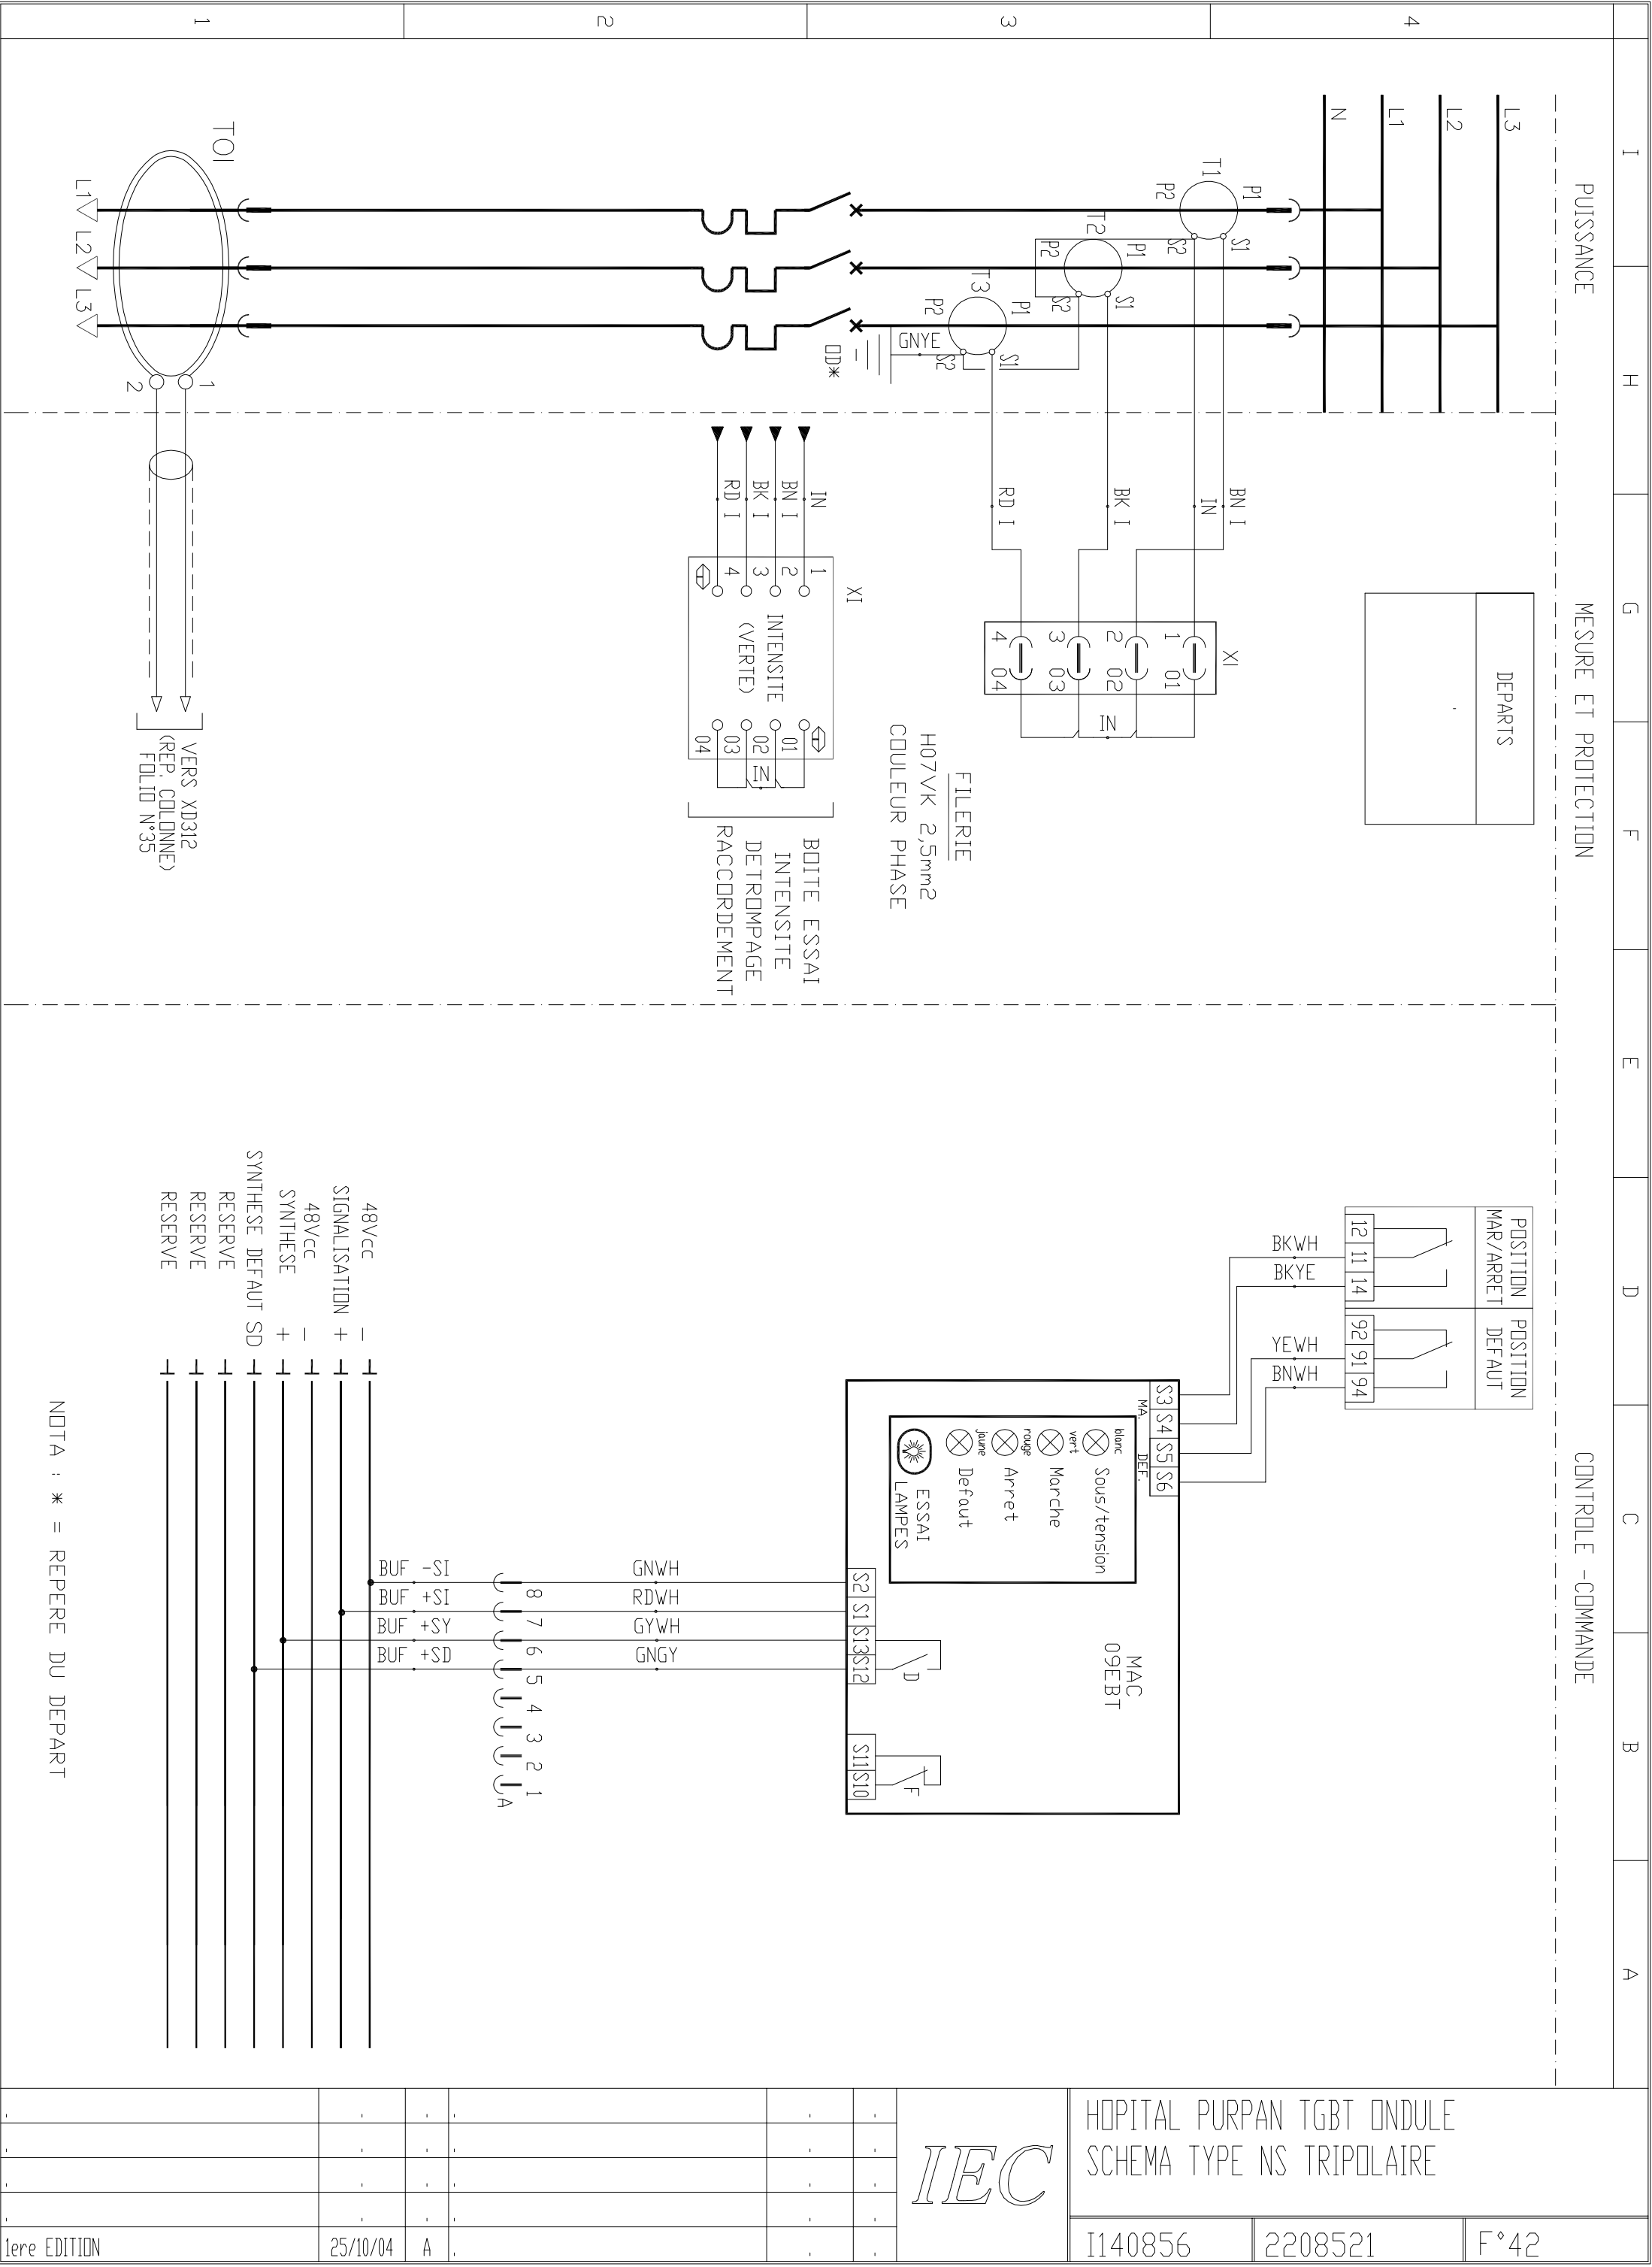 1
2
3
4
I
H
G
F
E
D
C
B
A
PUISSANCE
MESURE ET PROTECTION
CONTROLE -COMMANDE
L3
L2
L1
N
T1
P1
P2
S1
S2
T2
P1
P2
S1
S2
T3
P1
P2
S1
S2
GNYE
QD*
TOI
L1
L2
L3
1
2
DEPARTS
BN I
IN
BK I
RD I
XI
1 01
2 02
3 03
4 04
IN
FILERIE
H07VK 2,5mm2
COULEUR PHASE
XI
IN
BN I
BK I
RD I
1
2
3
4
INTENSITE
(VERTE)
01
02
03
04
IN
BOITE ESSAI
INTENSITE
DETROMPAGE
RACCORDEMENT
VERS XD312
(REP. COLONNE)
FOLIO N°35
POSITION
MAR/ARRET
POSITION
DEFAUT
12 11 14
92 91 94
BKWH
BKYE
YEWH
BNWH
S3 S4 S5 S6
MA.
DEF.
blanc
Sous/tension
vert
Marche
rouge
Arret
jaune
Defaut
ESSAI
LAMPES
MAC
09EBT
S2 S1 S13 S12
D
S11 S10
F
GNWH
RDWH
GYWH
GNGY
8 7 6 5 4 3 2 1
A
BUF -SI
BUF +SI
BUF +SY
BUF +SD
48Vcc -
SIGNALISATION +
48Vcc -
SYNTHESE +
SYNTHESE DEFAUT SD
RESERVE
RESERVE
RESERVE
NOTA : * = REPERE DU DEPART
HOPITAL PURPAN TGBT ONDULE
SCHEMA TYPE NS TRIPOLAIRE
IEC
I140856
2208521
F°42
1ere EDITION
25/10/04
A